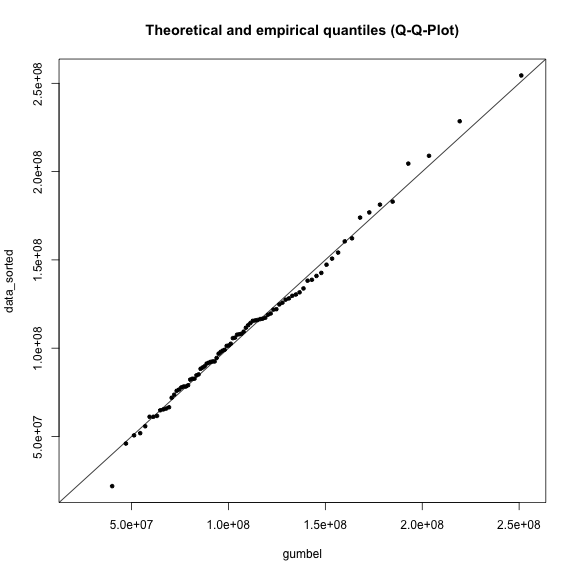 Theoretical and empirical quantiles (Q-Q-Plot)
data_sorted
2.5e+08
2.0e+08
1.5e+08
1.0e+08
5.0e+07
5.0e+07 1.0e+08 1.5e+08 2.0e+08 2.5e+08
gumbel